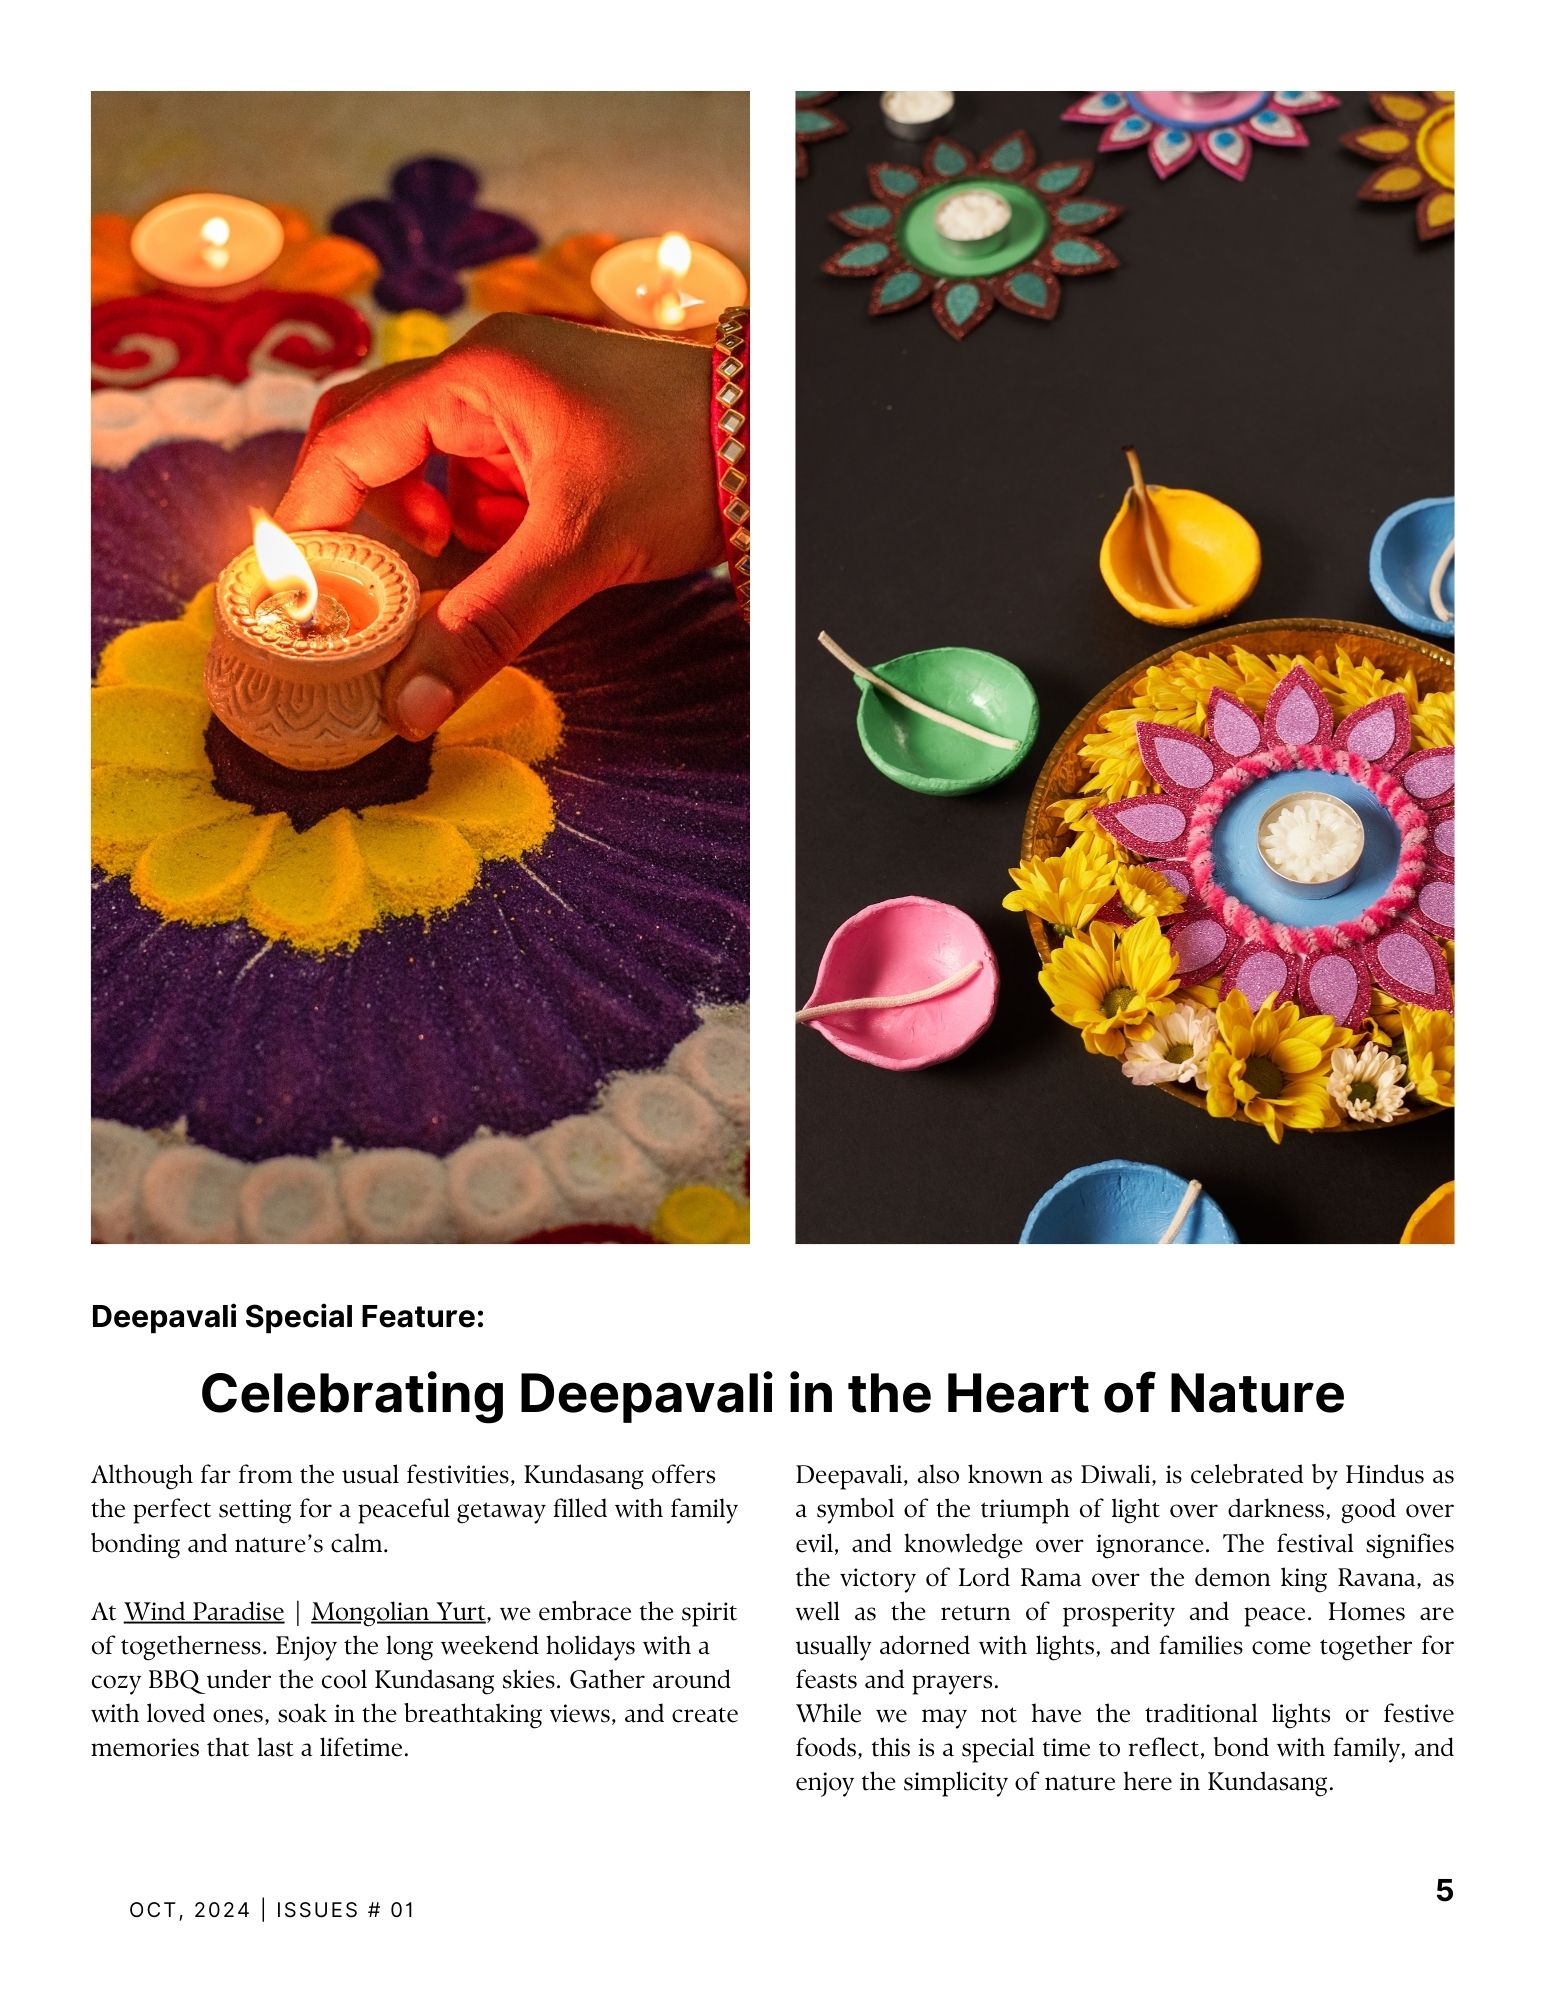 Deepavali Special Feature:
Celebrating Deepavali in the Heart of Nature
Although far from the usual festivities, Kundasang offers
the perfect setting for a peaceful getaway filled with family
bonding and nature’s calm.
At Wind Paradise | Mongolian Yurt, we embrace the spirit
of togetherness. Enjoy the long weekend holidays with a
cozy BBQ under the cool Kundasang skies. Gather around
with loved ones, soak in the breathtaking views, and create
memories that last a lifetime.
Deepavali, also known as Diwali, is celebrated by Hindus as
a symbol of the triumph of light over darkness, good over
evil, and knowledge over ignorance. The festival signifies
the victory of Lord Rama over the demon king Ravana, as
well as the return of prosperity and peace. Homes are
usually adorned with lights, and families come together for
feasts and prayers.
While we may not have the traditional lights or festive
foods, this is a special time to reflect, bond with family, and
enjoy the simplicity of nature here in Kundasang.
OCT, 2024 | ISSUES # 01
5